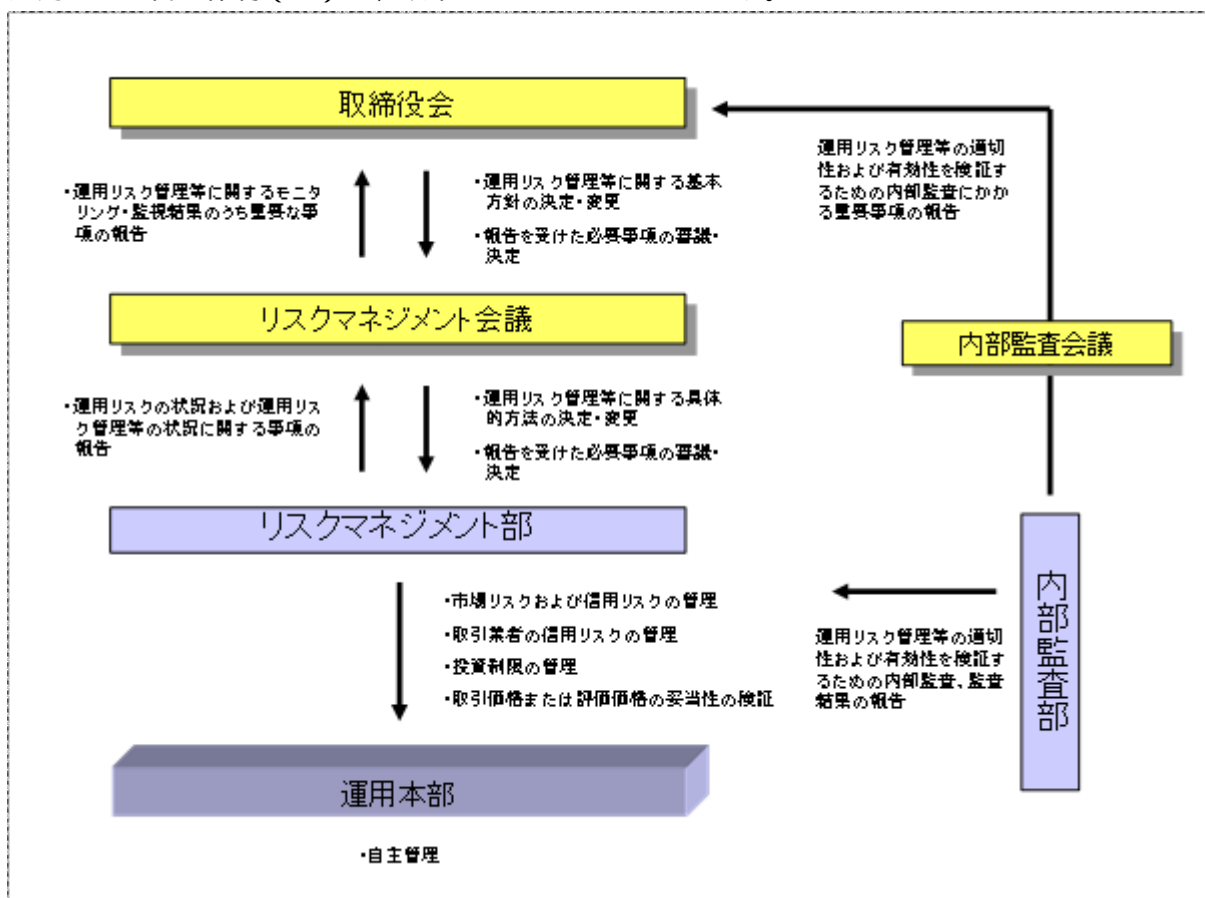 取締役会
・運用リスク管理等に関するモニタ
リング・監視結果のうち重要な事
項の報告
・運用リスク管理等に関する基本
方針の決定・変更
・報告を受けた必要事項の審議・
決定
運用リスク管理等の適切
性および有効性を検証す
るための内部監査にかか
る重要事項の報告
リスクマネジメント会議
内部監査会議
・運用リスクの状況および運用リス
ク管理等の状況に関する事項の
報告
・運用リスク管理等に関する具体
的方法の決定・変更
・報告を受けた必要事項の審議・
決定
リスクマネジメント部
・市場リスクおよび信用リスクの管理
・取引業者の信用リスクの管理
・投資制限の管理
・取引価格または評価価格の妥当性の検証
運用リスク管理等の適切
性および有効性を検証す
るための内部監査、監査
結果の報告
内部監査部
運用本部
・自主管理